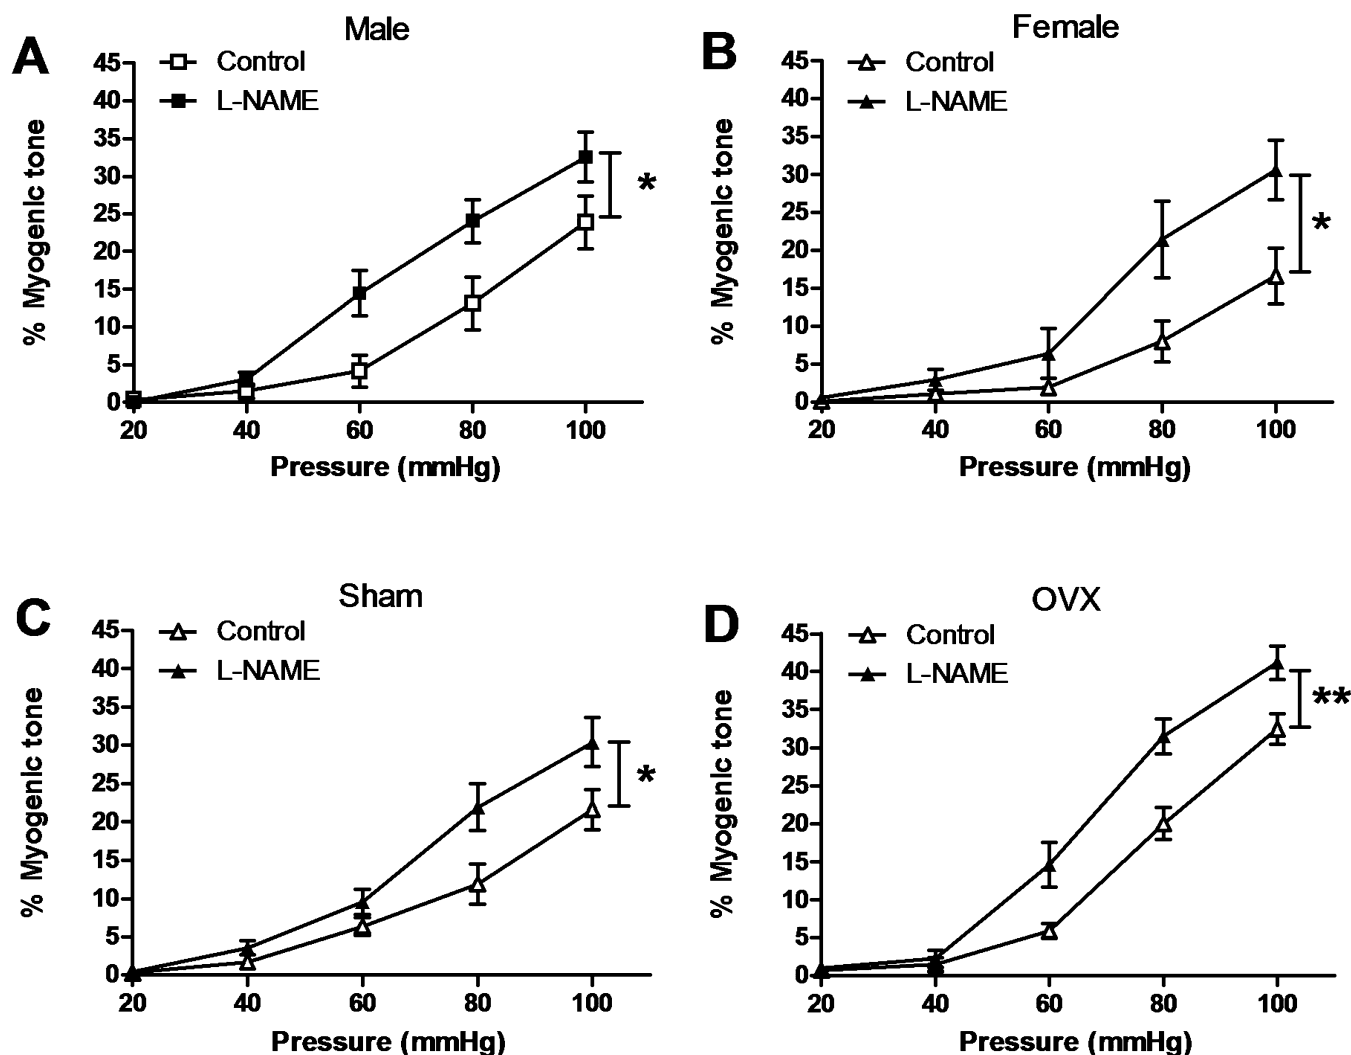 A
Male
Control
L-NAME
% Myogenic tone
45
40
35
30
25
20
15
10
5
0
*
20 40 60 80 100
Pressure (mmHg)
B
Female
Control
L-NAME
% Myogenic tone
45
40
35
30
25
20
15
10
5
0
*
20 40 60 80 100
Pressure (mmHg)
C
Sham
Control
L-NAME
% Myogenic tone
45
40
35
30
25
20
15
10
5
0
*
20 40 60 80 100
Pressure (mmHg)
D
OVX
Control
L-NAME
% Myogenic tone
45
40
35
30
25
20
15
10
5
0
**
20 40 60 80 100
Pressure (mmHg)